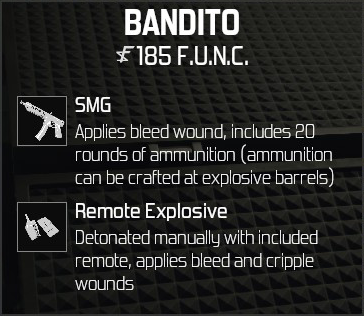 BANDITO
185 F.U.N.C.
SMG
Applies bleed wound, includes 20
rounds of ammunition (ammunition
can be crafted at explosive barrels)
Remote Explosive
Detonated manually with included
remote, applies bleed and cripple
wounds